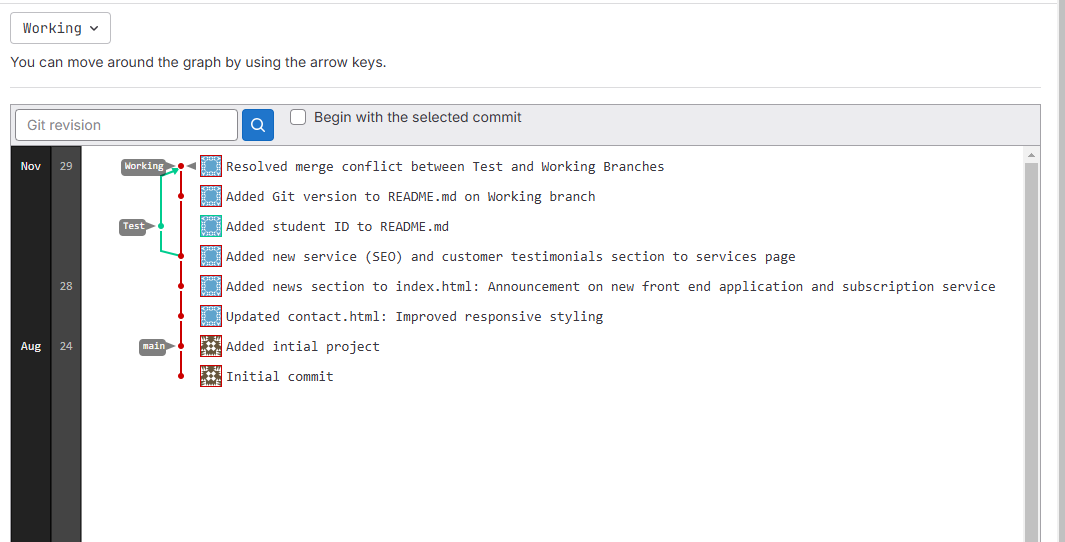 Working
You can move around the graph by using the arrow keys.
Git revision
Begin with the selected commit
Nov 29 Working Resolved merge conflict between Test and Working Branches
Added Git version to README.md on Working branch
Test Added student ID to README.md
Added new service (SEO) and customer testimonials section to services page
28 Added news section to index.html: Announcement on new front end application and subscription service
Updated contact.html: Improved responsive styling
Aug 24 main Added intial project
Initial commit